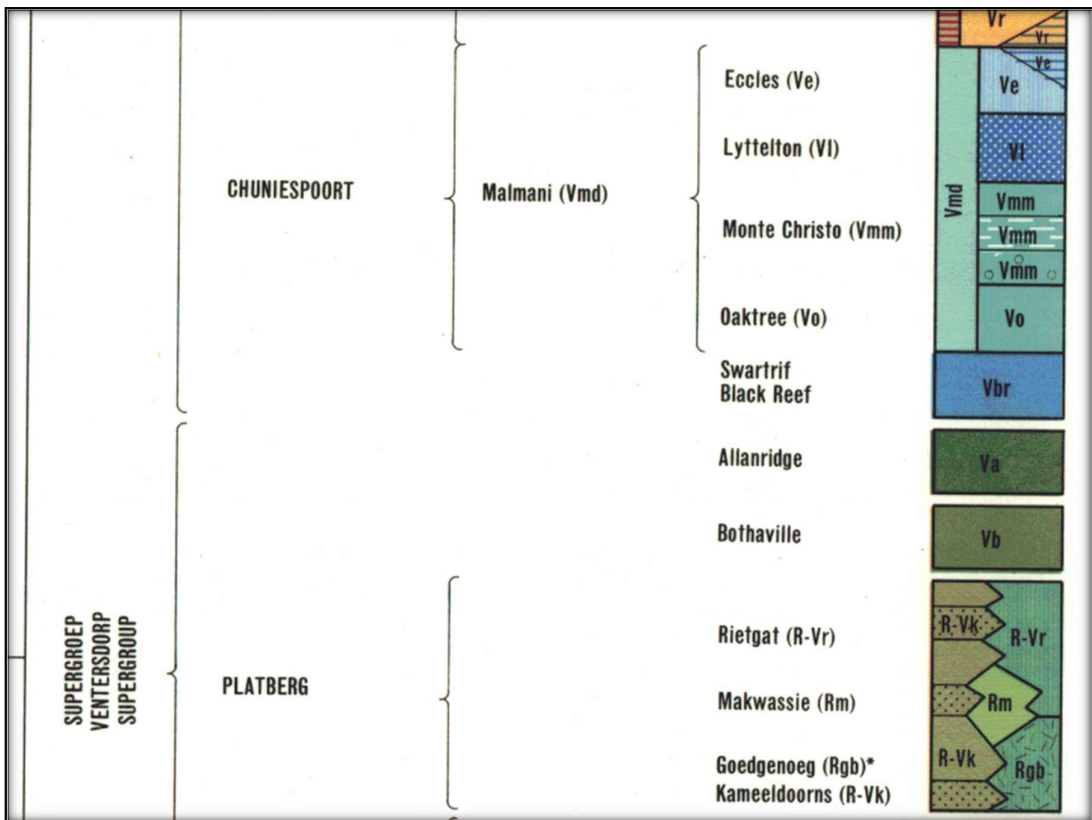 SUPERGROEP
VENTERSDORP
SUPERGROUP
CHUNIESPOORT
PLATBERG
Malmani (Vmd)
Eccles (Ve)
Lyttelton (Vl)
Monte Christo (Vmm)
Oaktree (Vo)
Swartrif
Black Reef
Allanridge
Bothaville
Rietgat (R-Vr)
Makwassie (Rm)
Goedgenoeg (Rgb)*
Kameeldoorns (R-Vk)
Vr
Vr
Ve
Ve
Vl
Vmd
Vmm
Vmm
Vmm
Vo
Vbr
Va
Vb
R-Vk
R-Vr
Rm
R-Vk
Rgb